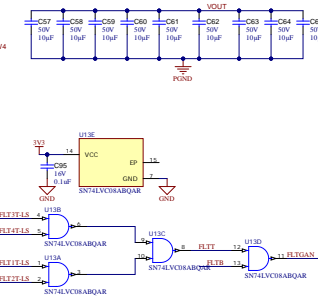 VOUT
C57 C58 C59 C60 C61 C62 C63 C64
50V 50V 50V 50V 50V 50V 50V 50V
10µF 10µF 10µF 10µF 10µF 10µF 10µF 10µF
PGND
U13E
3V3
14 VCC
EP 15
C95
16V
0.1uF
GND 7
GND
GND
SN74LVC08ABQAR
U13B
FLT3T-LS 4
6
FLT4T-LS 5
SN74LVC08ABQAR
U13C
9
8 FLTT
10
SN74LVC08ABQAR
U13D
12
11 FLTGAN
FLTB 13
SN74LVC08ABQAR
U13A
FLT1T-LS 1
3
FLT2T-LS 2
SN74LVC08ABQAR